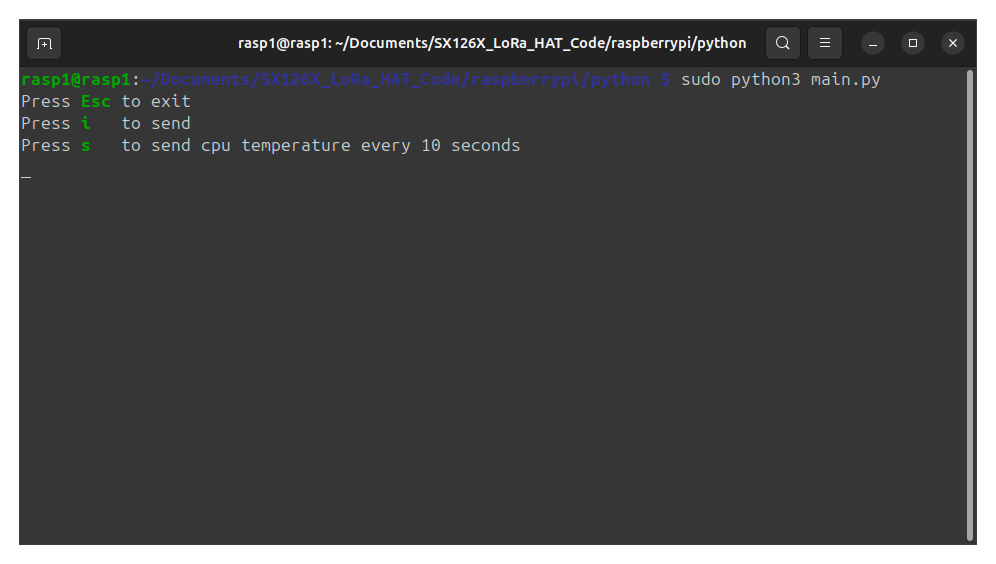 rasp1@rasp1: ~/Documents/SX126X_LoRa_HAT_Code/raspberrypi/python
rasp1@rasp1:~/Documents/SX126X_LoRa_HAT_Code/raspberrypi/python $ sudo python3 main.py
Press Esc to exit
Press i   to send
Press s   to send cpu temperature every 10 seconds